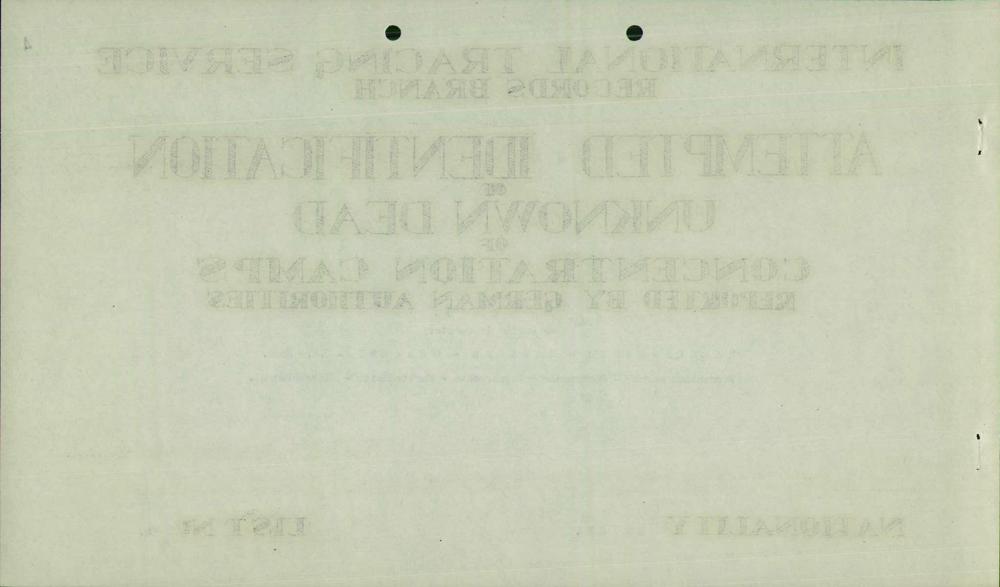 INTERNATIONAL TRACING SERVICE
RECORDS BRANCH
ATTEMPTED IDENTIFICATION
OF
UNKNOWN DEAD
OF
CONCENTRATION CAMPS
REPORTED BY GERMAN AUTHORITIES
NATIONALITY LIST Nº